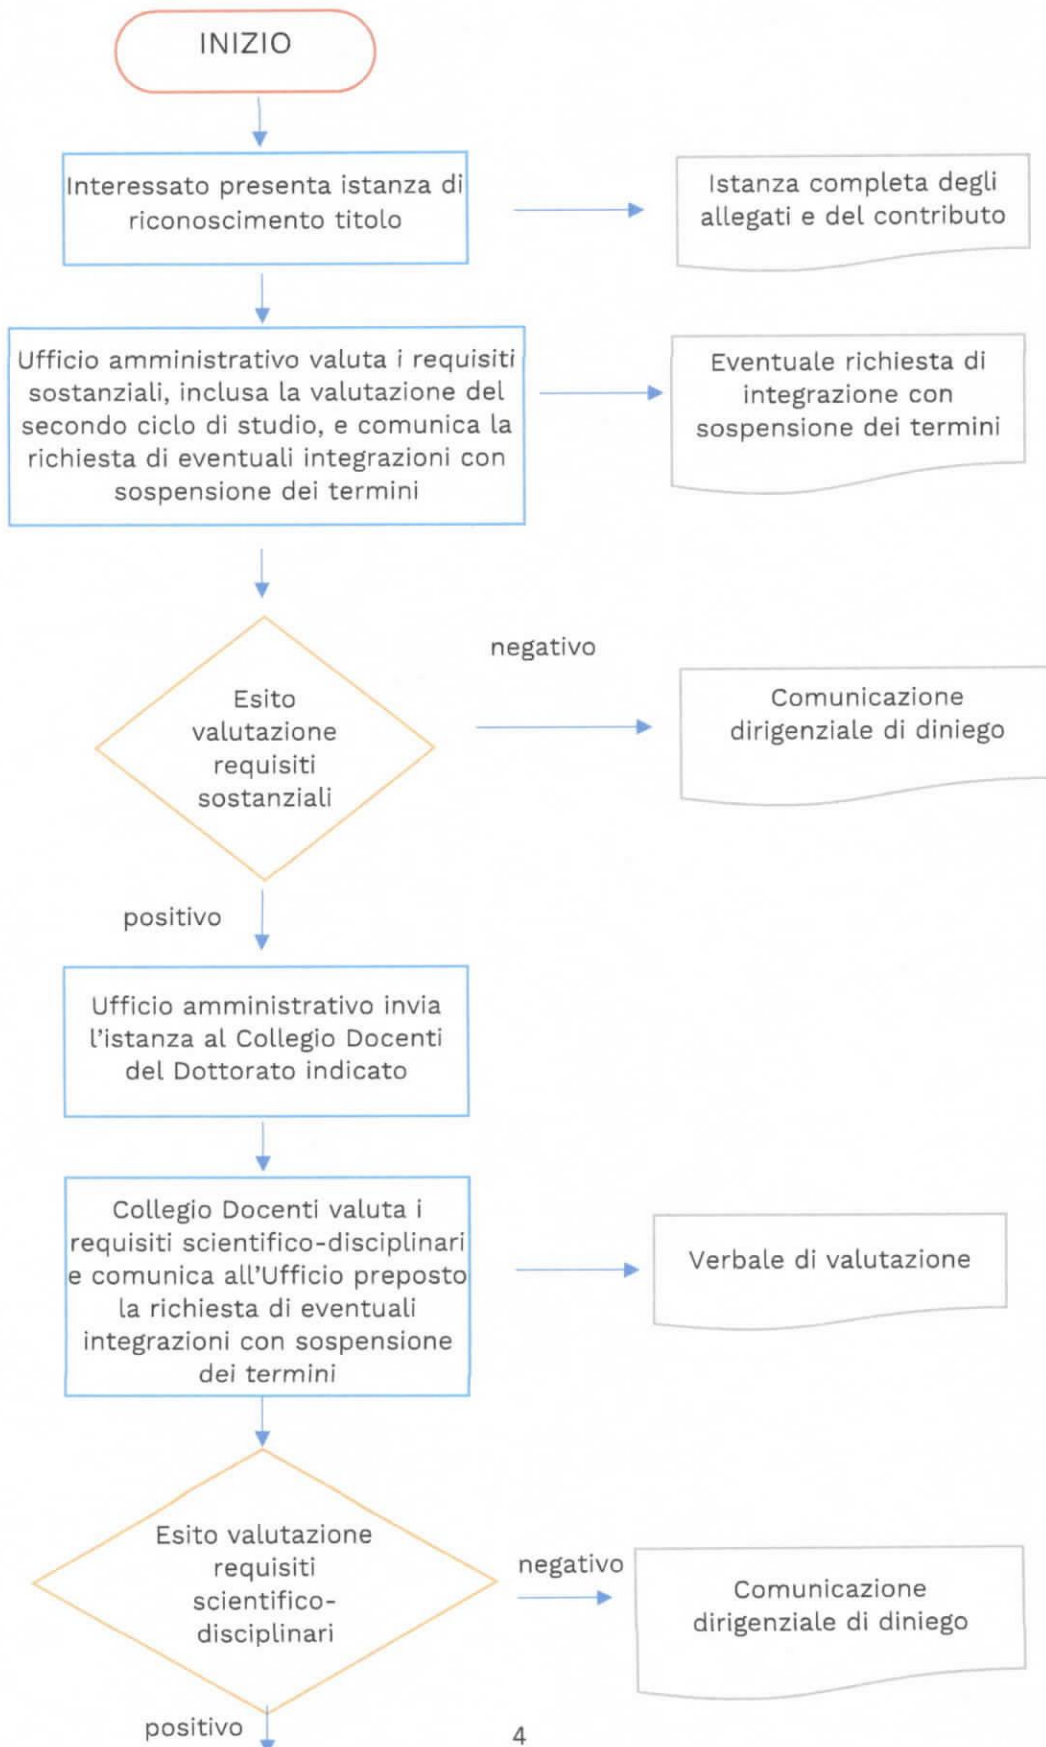 INIZIO
Interessato presenta istanza di
riconoscimento titolo
Istanza completa degli
allegati e del contributo
Ufficio amministrativo valuta i requisiti
sostanziali, inclusa la valutazione del
secondo ciclo di studio, e comunica la
richiesta di eventuali integrazioni con
sospensione dei termini
Eventuale richiesta di
integrazione con
sospensione dei termini
Esito
valutazione
requisiti
sostanziali
negativo
Comunicazione
dirigenziale di diniego
positivo
Ufficio amministrativo invia
l'istanza al Collegio Docenti
del Dottorato indicato
Collegio Docenti valuta i
requisiti scientifico-disciplinari
e comunica all'Ufficio preposto
la richiesta di eventuali
integrazioni con sospensione
dei termini
Verbale di valutazione
Esito valutazione
requisiti
scientifico-
disciplinari
negativo
Comunicazione
dirigenziale di diniego
positivo
4